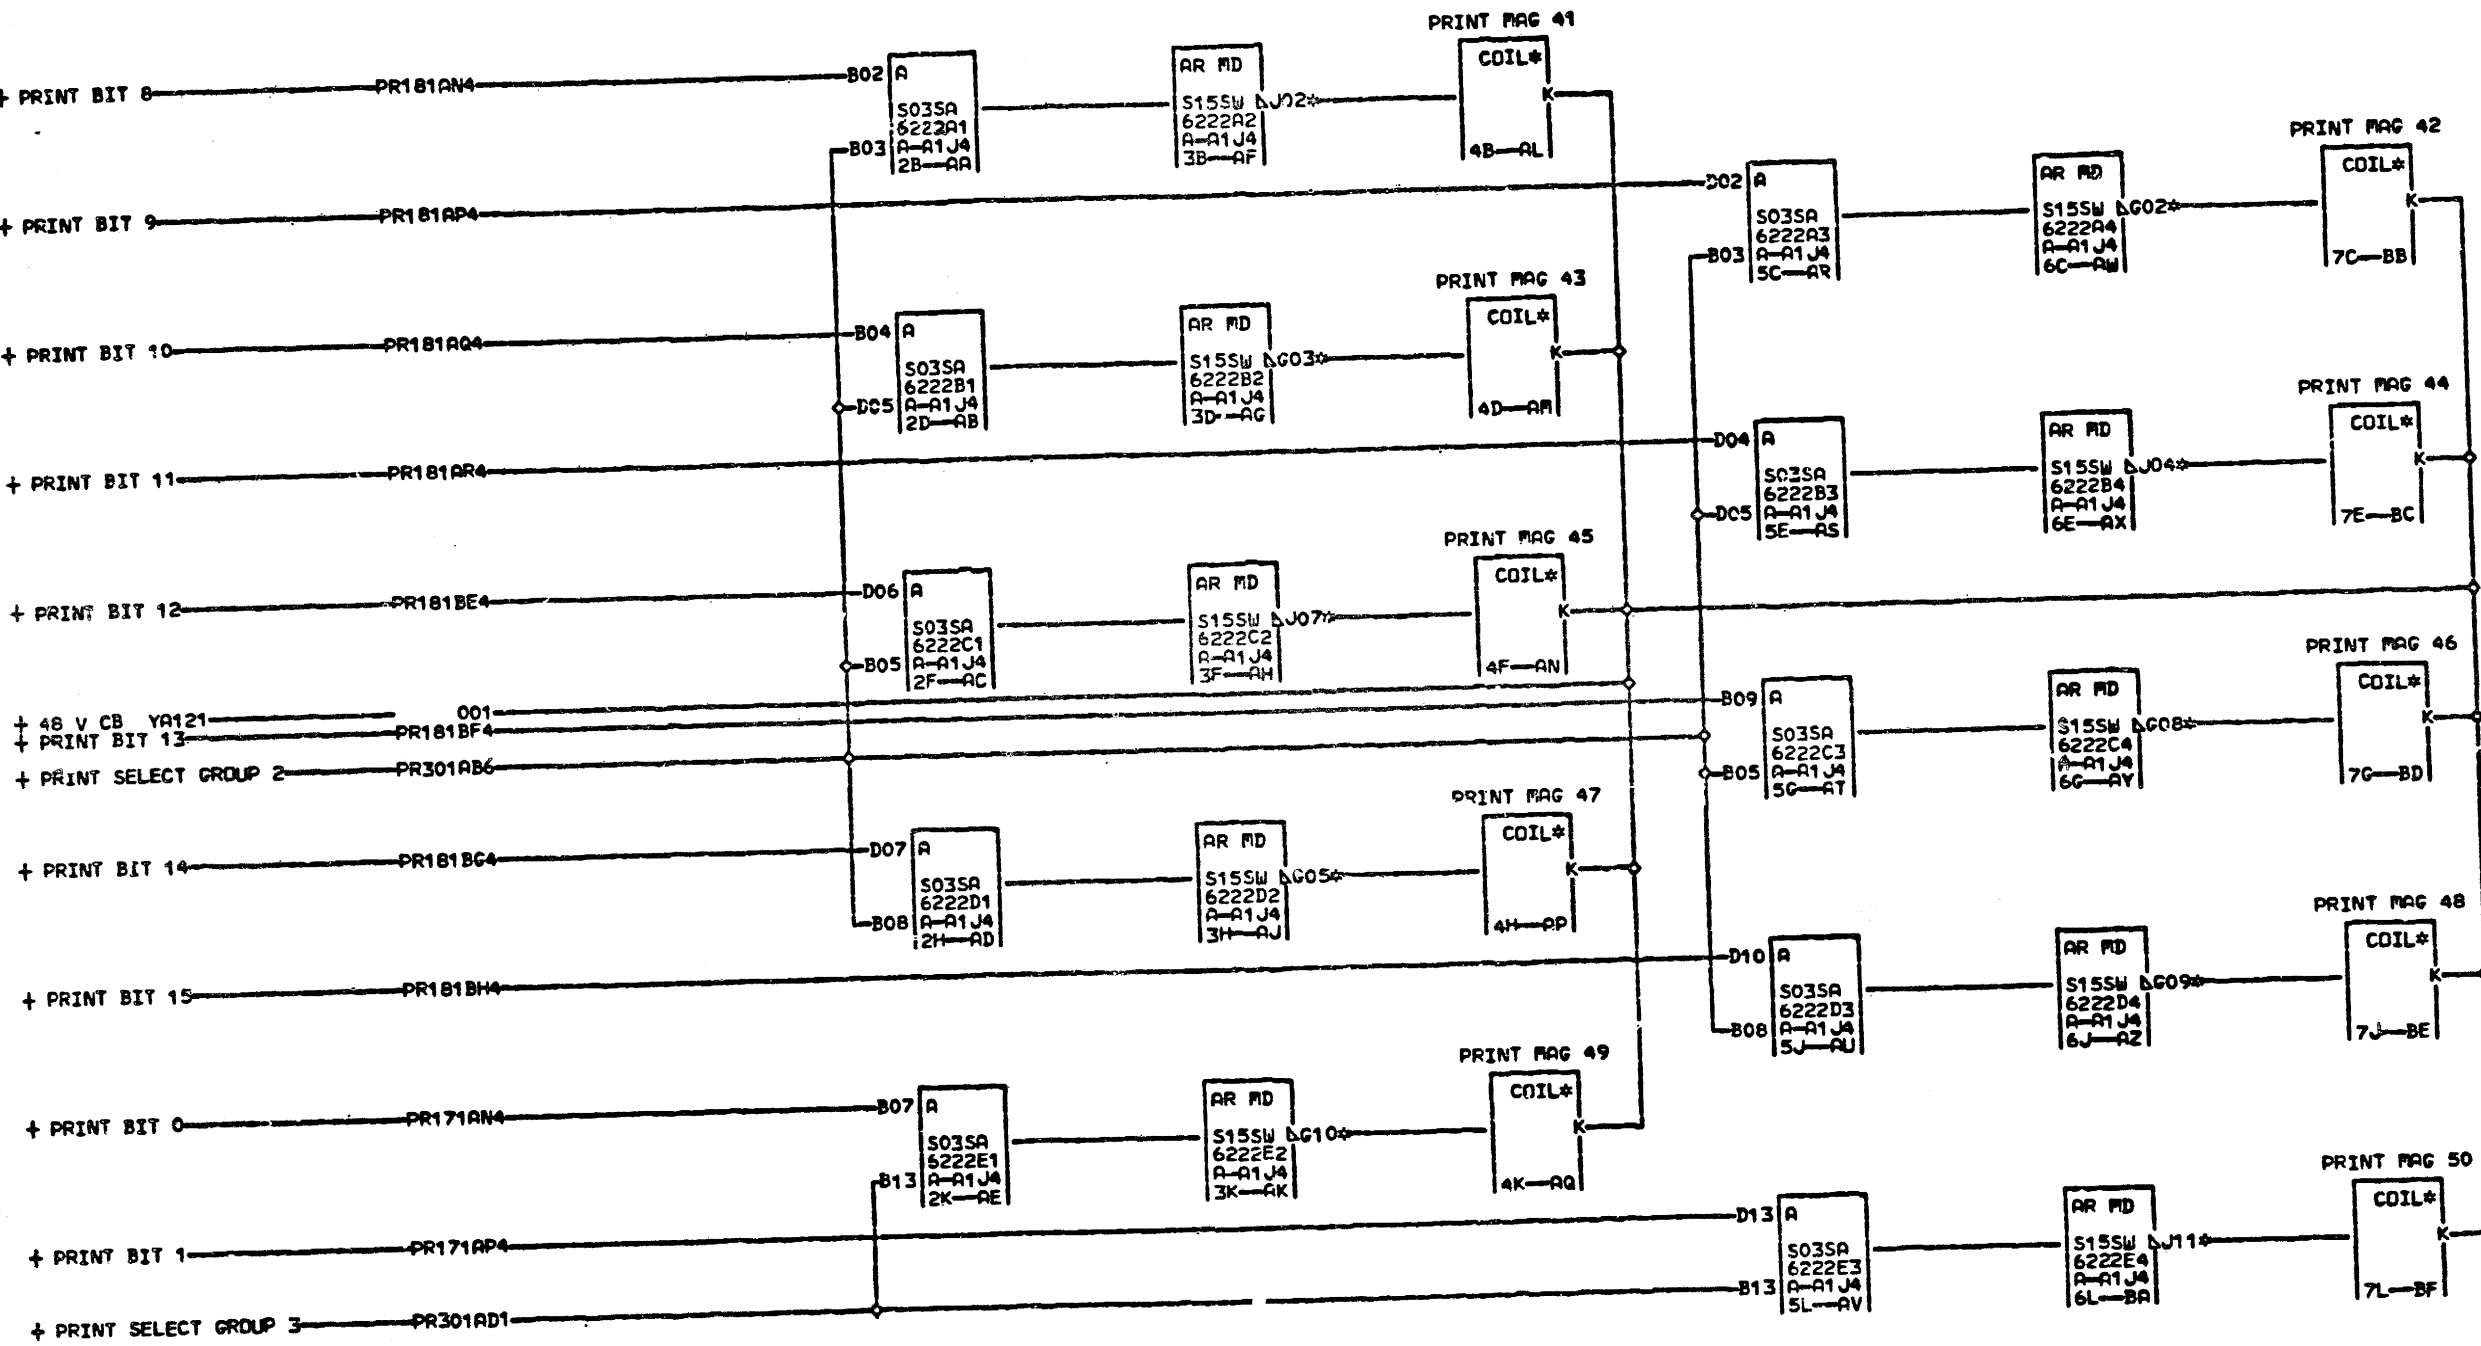 PRINT MAG 41
+ PRINT BIT 8 PR181AN4 B02 A
S03SA
6222A1
B03 A-A1J4
2B-AA
AR MD
S15SW J02*
6222A2
A-A1J4
3B-AF
COIL*
K
4B-AL
PRINT MAG 42
+ PRINT BIT 9 PR181AP4 D02 A
S03SA
6222A3
B03 A-A1J4
5C-AR
AR MD
S15SW G02*
6222A4
A-A1J4
6C-AW
COIL*
K
7C-BB
PRINT MAG 43
+ PRINT BIT 10 PR181AQ4 B04 A
S03SA
6222B1
D05 A-A1J4
2D-AB
AR MD
S15SW G03*
6222B2
A-A1J4
3D-AG
COIL*
K
4D-AM
PRINT MAG 44
+ PRINT BIT 11 PR181AR4 D04 A
S03SA
6222B3
D05 A-A1J4
5E-AS
AR MD
S15SW J04*
6222B4
A-A1J4
6E-AX
COIL*
K
7E-BC
PRINT MAG 45
+ PRINT BIT 12 PR181BE4 D06 A
S03SA
6222C1
B05 A-A1J4
2F-AC
AR MD
S15SW J07*
6222C2
A-A1J4
3F-AH
COIL*
K
4F-AN
+ 48 V CB YA121 001
PRINT MAG 46
+ PRINT BIT 13 PR181BF4 B09 A
S03SA
6222C3
B05 A-A1J4
5G-AT
AR MD
S15SW G08*
6222C4
A-A1J4
6G-AY
COIL*
K
7G-BD
+ PRINT SELECT GROUP 2 PR301AB6
PRINT MAG 47
+ PRINT BIT 14 PR181BG4 D07 A
S03SA
6222D1
B08 A-A1J4
2H-AD
AR MD
S15SW G05*
6222D2
A-A1J4
3H-AJ
COIL*
K
4H-AP
PRINT MAG 48
+ PRINT BIT 15 PR181BH4 D10 A
S03SA
6222D3
B08 A-A1J4
5J-AU
AR MD
S15SW G09*
6222D4
A-A1J4
6J-AZ
COIL*
K
7J-BE
PRINT MAG 49
+ PRINT BIT 0 PR171AN4 B07 A
S03SA
6222E1
B13 A-A1J4
2K-AE
AR MD
S15SW G10*
6222E2
A-A1J4
3K-AK
COIL*
K
4K-AQ
PRINT MAG 50
+ PRINT BIT 1 PR171AP4 D13 A
S03SA
6222E3
B13 A-A1J4
5L-AV
AR MD
S15SW J11*
6222E4
A-A1J4
6L-BA
COIL*
K
7L-BF
+ PRINT SELECT GROUP 3 PR301AD1